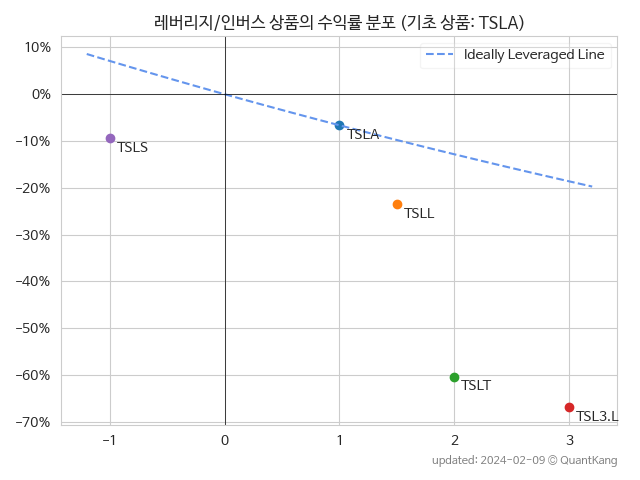 레버리지/인버스 상품의 수익률 분포 (기초 상품: TSLA)
10%
Ideally Leveraged Line
0%
TSLA
−10%
TSLS
−20%
TSLL
−30%
−40%
−50%
−60%
TSLT
−70%
TSL3.L
−1
0
1
2
3
updated: 2024-02-09 © QuantKang